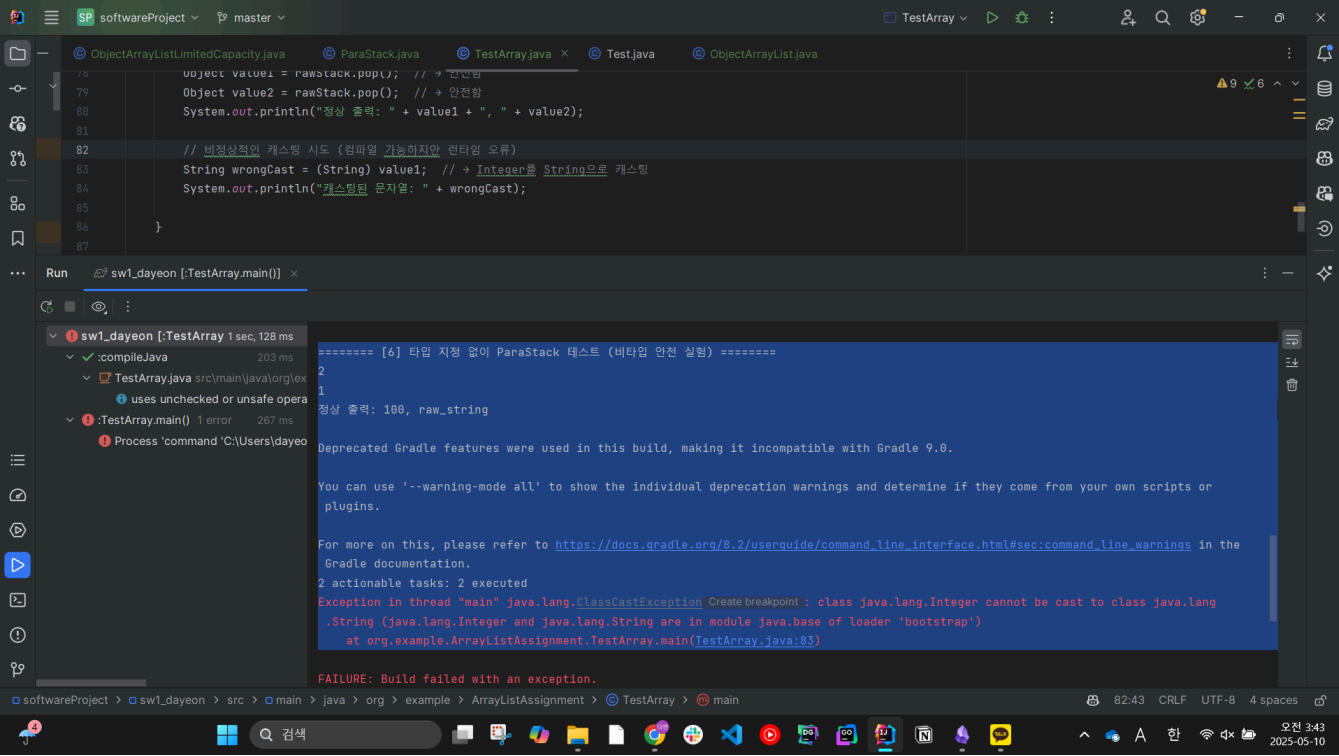 SP softwareProject master TestArray
ObjectArrayListLimitedCapacity.java ParaStack.java TestArray.java Test.java ObjectArrayList.java
78 Object value1 = rawStack.pop(); // → 안전함
79 Object value2 = rawStack.pop(); // → 안전함
80 System.out.println("정상 출력: " + value1 + ", " + value2);
81
82 // 비정상적인 캐스팅 시도 (컴파일 가능하지만 런타임 오류)
83 String wrongCast = (String) value1; // → Integer를 String으로 캐스팅
84 System.out.println("캐스팅된 문자열: " + wrongCast);
85
86 }
87
9 6
Run sw1_dayeon [:TestArray.main()]
sw1_dayeon [:TestArray 1 sec, 128 ms
:compileJava 203 ms
TestArray.java src\main\java\org\ex
uses unchecked or unsafe opera
:TestArray.main() 1 error 267 ms
Process 'command 'C:\Users\dayeo
======== [6] 타입 지정 없이 ParaStack 테스트 (비타입 안전 실험) ========
2
1
정상 출력: 100, raw_string
Deprecated Gradle features were used in this build, making it incompatible with Gradle 9.0.
You can use '--warning-mode all' to show the individual deprecation warnings and determine if they come from your own scripts or
plugins.
For more on this, please refer to https://docs.gradle.org/8.2/userguide/command_line_interface.html#sec:command_line_warnings in the
Gradle documentation.
2 actionable tasks: 2 executed
Exception in thread "main" java.lang.ClassCastException Create breakpoint : class java.lang.Integer cannot be cast to class java.lang
.String (java.lang.Integer and java.lang.String are in module java.base of loader 'bootstrap')
at org.example.ArrayListAssignment.TestArray.main(TestArray.java:83)
FAILURE: Build failed with an exception.
softwareProject > sw1_dayeon > src > main > java > org > example > ArrayListAssignment > TestArray > main
82:43 CRLF UTF-8 4 spaces
4
검색
DG
GO
TALK
A 한
오전 3:43
2025-05-10